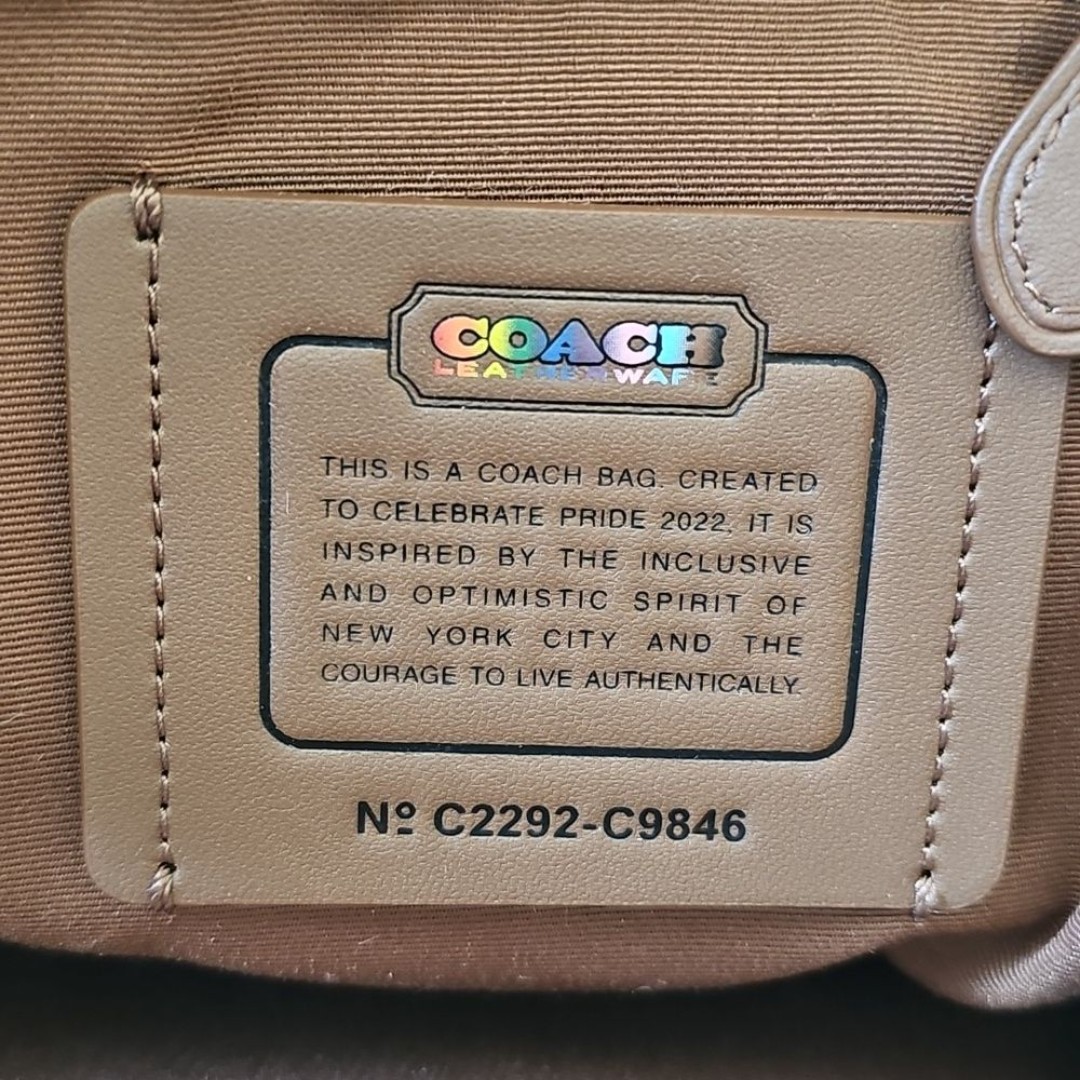 COACH
LEATHERWARE
THIS IS A COACH BAG. CREATED
TO CELEBRATE PRIDE 2022, IT IS
INSPIRED BY THE INCLUSIVE
AND OPTIMISTIC SPIRIT OF
NEW YORK CITY AND THE
COURAGE TO LIVE AUTHENTICALLY.
Nº C2292-C9846